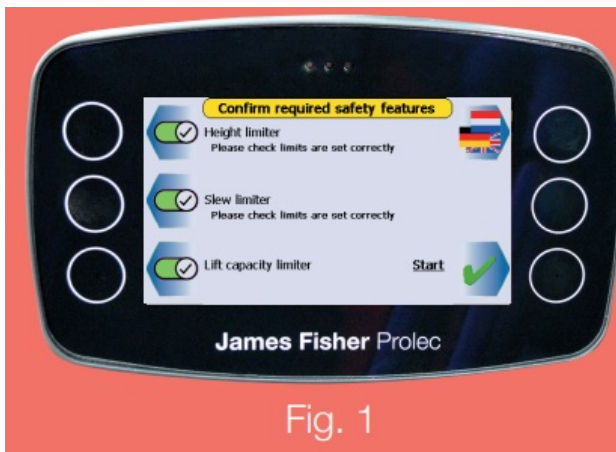 Confirm required safety features
Height limiter
Please check limits are set correctly
Slew limiter
Please check limits are set correctly
Lift capacity limiter
Start
James Fisher Prolec
Fig. 1